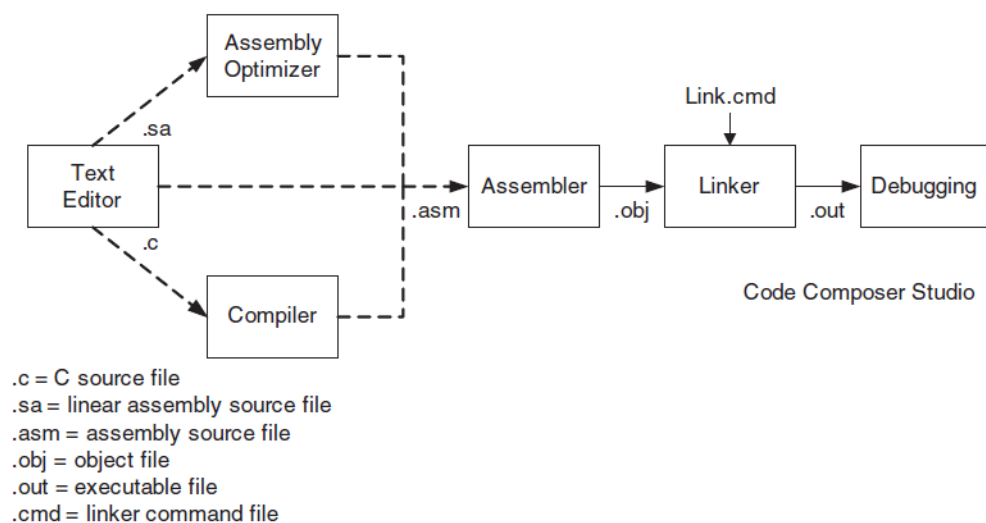 Assembly
Optimizer
Link.cmd
.sa
Text
Editor
.asm
Assembler
.obj
Linker
.out
Debugging
.c
Compiler
Code Composer Studio
.c = C source file
.sa = linear assembly source file
.asm = assembly source file
.obj = object file
.out = executable file
.cmd = linker command file